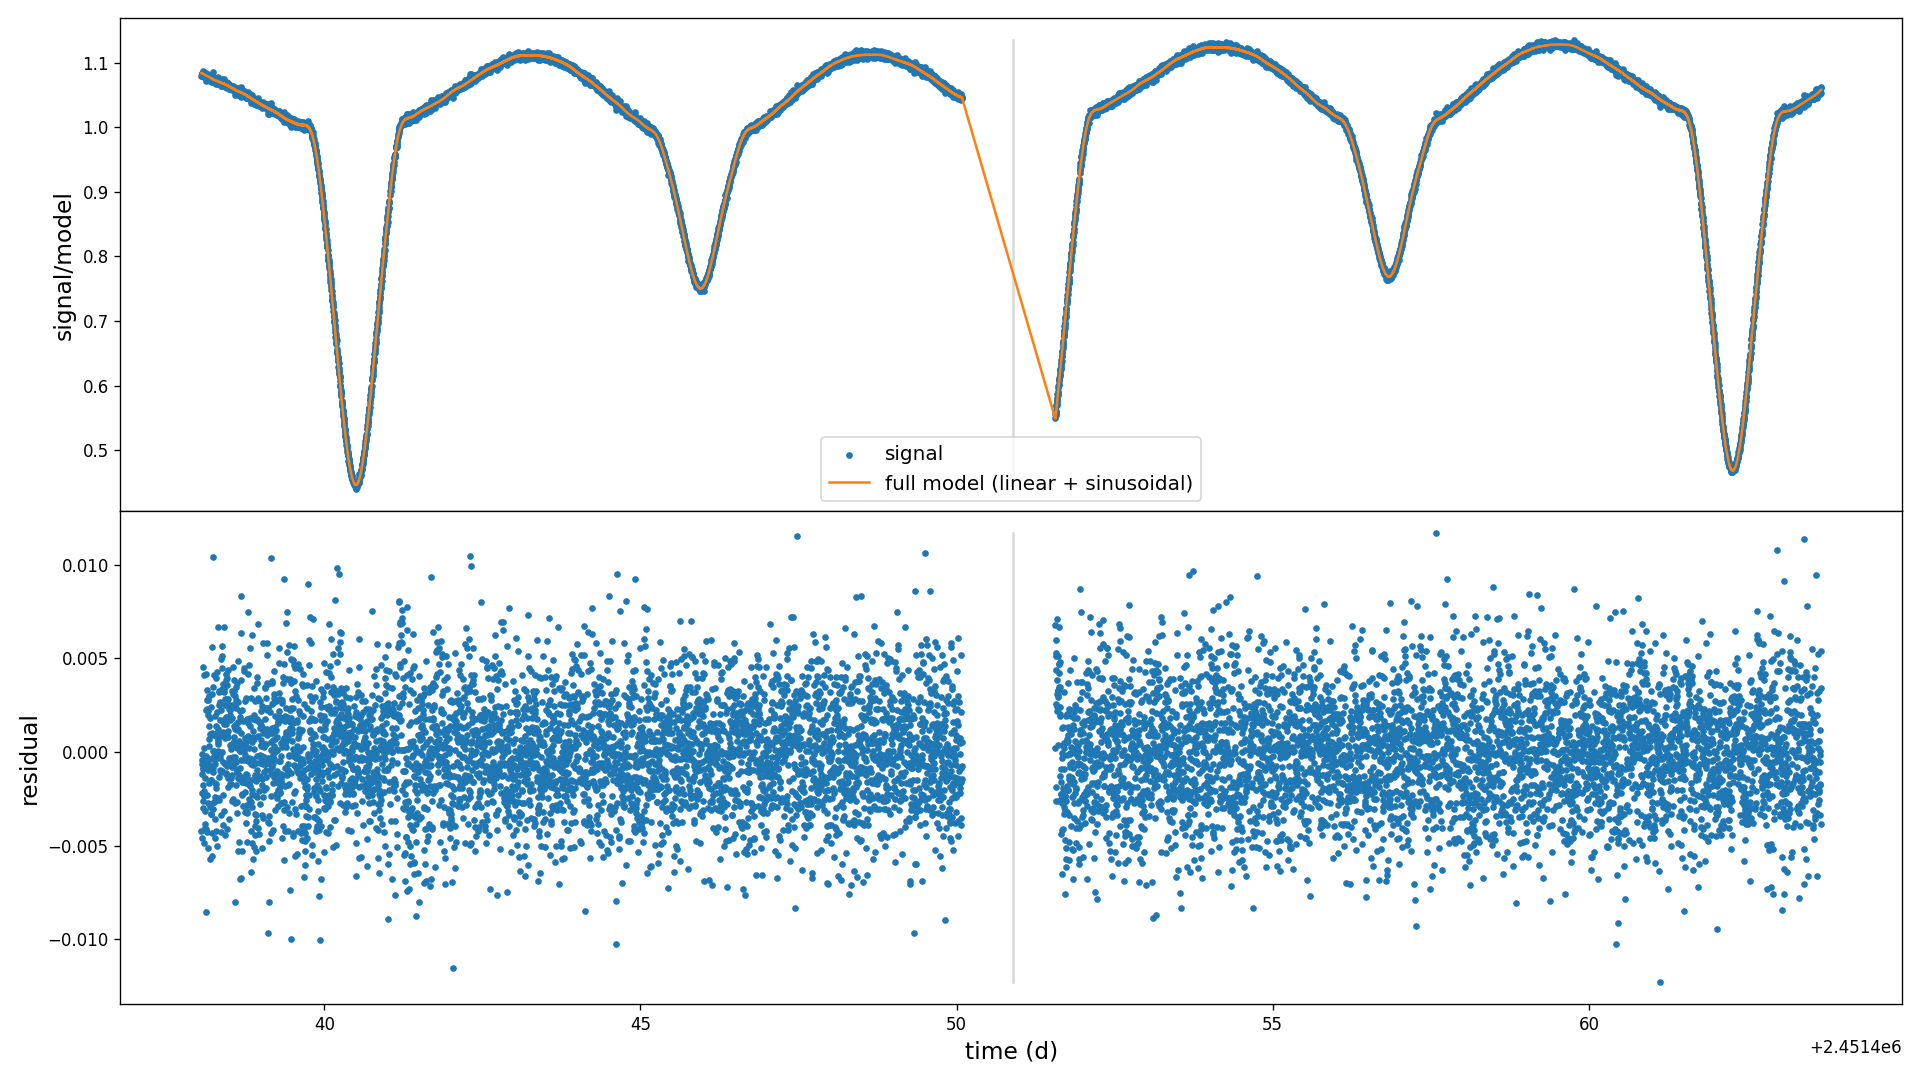 signal/model
1.1
1.0
0.9
0.8
0.7
0.6
0.5
signal
full model (linear + sinusoidal)
residual
0.010
0.005
0.000
−0.005
−0.010
40
45
50
55
60
time (d)
+2.4514e6